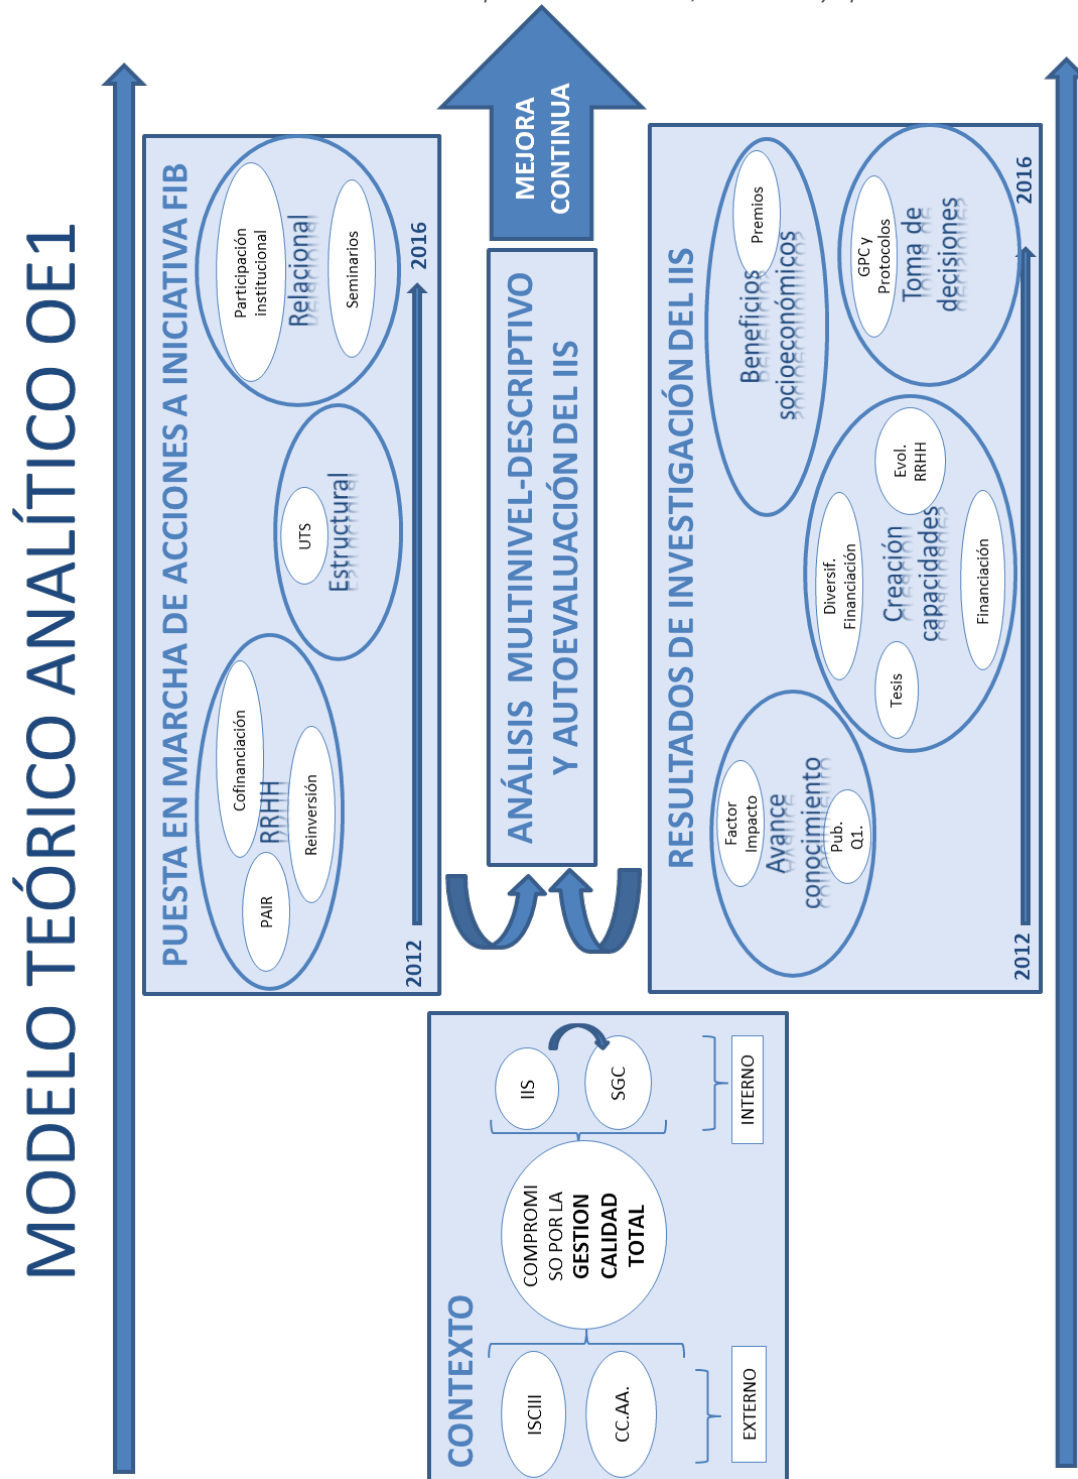 MODELO TEÓRICO ANALÍTICO OE1
PUESTA EN MARCHA DE ACCIONES A INICIATIVA FIB
PAIR
Cofinanciación
RRHH
Reinversión
UTS
Estructural
Participación
institucional
Relacional
Seminarios
2012
2016
CONTEXTO
ISCIII
CC.AA.
EXTERNO
COMPROMI
SO POR LA
GESTION
CALIDAD
TOTAL
IIS
SGC
INTERNO
ANÁLISIS MULTINIVEL-DESCRIPTIVO
Y AUTOEVALUACIÓN DEL IIS
MEJORA
CONTINUA
RESULTADOS DE INVESTIGACIÓN DEL IIS
Factor
Impacto
Avance
conocimiento
Pub.
Q1.
Tesis
Diversif.
Financiación
Creación
capacidades
Evol.
RRHH
Financiación
Beneficios
socioeconómicos
Premios
GPC y
Protocolos
Toma de
decisiones
2012
2016